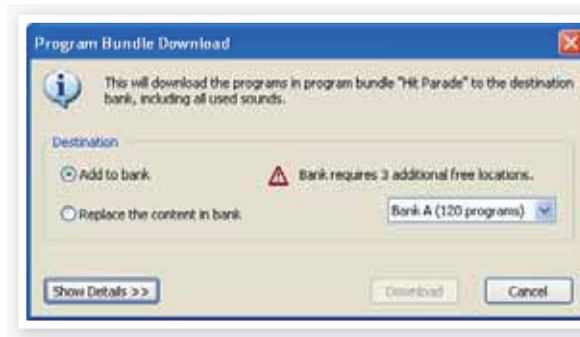 Program Bundle Download
This will download the programs in program bundle "Hit Parade" to the destination
bank, including all used sounds.
Destination
Add to bank
Bank requires 3 additional free locations.
Replace the content in bank
Bank A (120 programs)
Show Details >>
Download
Cancel